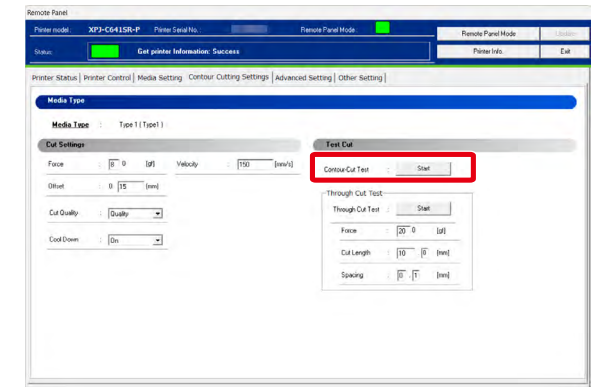 Remote Panel
Printer model : XPJ-C641SR-P Printer Serial No. : Remote Panel Mode :
Remote Panel Mode
Status: Get printer Information: Success
Printer Info. Exit
Printer Status Printer Control Media Setting Contour Cutting Settings Advanced Setting Other Setting
Media Type
Media Type : Type 1 ( Type1 )
Cut Settings
Test Cut
Force : 8 0 [gf] Velocity : 150 [mm/s]
Contour-Cut Test : Start
Offset : 0 15 [mm]
Through Cut Test
Through Cut Test : Start
Cut Quality : Quality
Force : 20 0 [gf]
Cool Down : On
Cut Length : 10 . 0 [mm]
Spacing : 0 . 1 [mm]